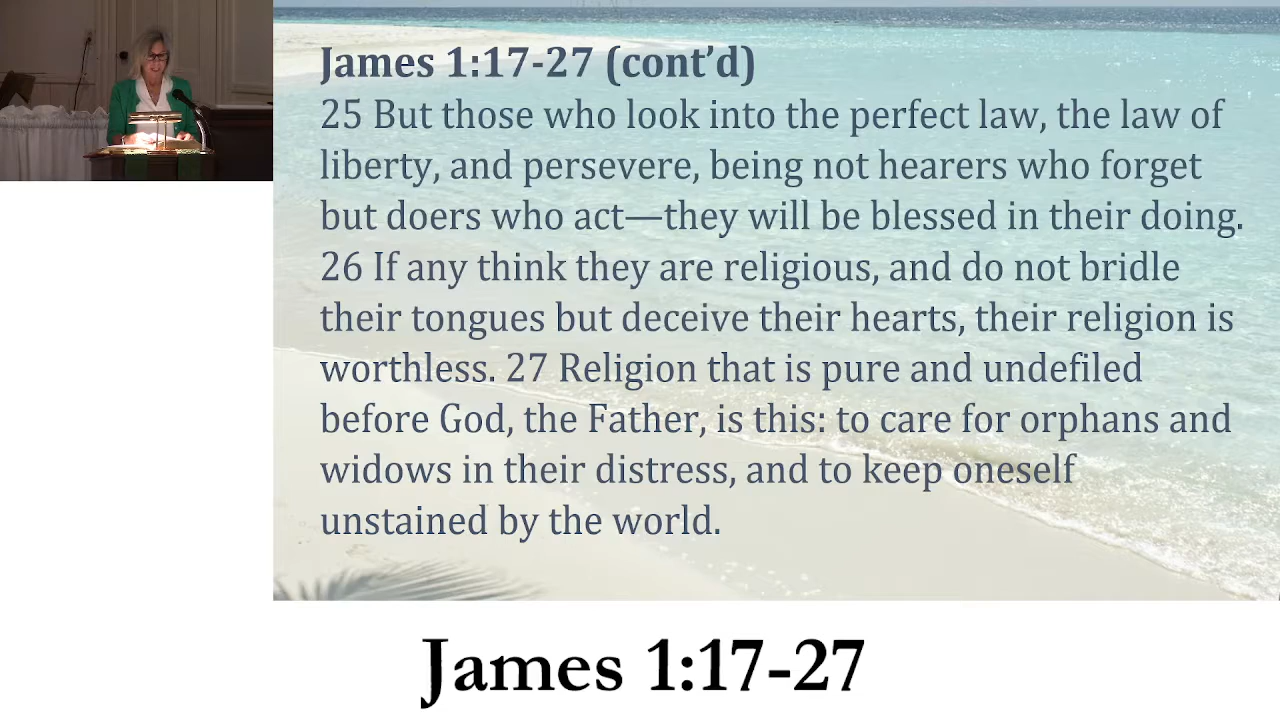 James 1:17-27 (cont’d)
25 But those who look into the perfect law, the law of
liberty, and persevere, being not hearers who forget
but doers who act—they will be blessed in their doing.
26 If any think they are religious, and do not bridle
their tongues but deceive their hearts, their religion is
worthless. 27 Religion that is pure and undefiled
before God, the Father, is this: to care for orphans and
widows in their distress, and to keep oneself
unstained by the world.
James 1:17-27